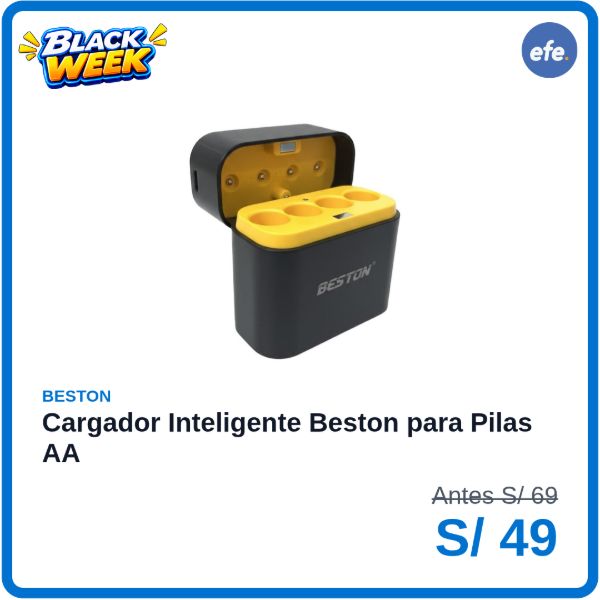 BLACK
WEEK
efe.
BESTON
BESTON
Cargador Inteligente Beston para Pilas
AA
Antes S/ 69
S/ 49